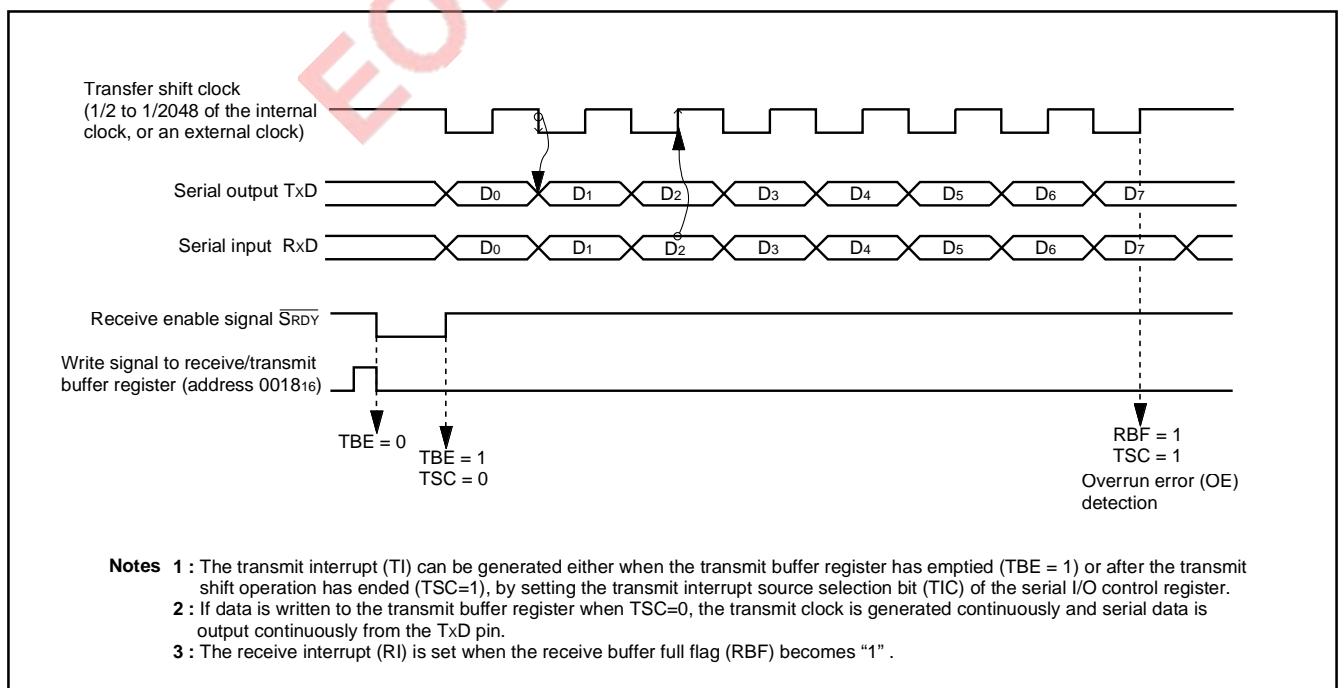 EO
Transfer shift clock
(1/2 to 1/2048 of the internal
clock, or an external clock)
Serial output TxD
D0 D1 D2 D3 D4 D5 D6 D7
Serial input RxD
D0 D1 D2 D3 D4 D5 D6 D7
Receive enable signal SRDY
Write signal to receive/transmit
buffer register (address 001816)
TBE = 0
TBE = 1
TSC = 0
RBF = 1
TSC = 1
Overrun error (OE)
detection
Notes 1 : The transmit interrupt (TI) can be generated either when the transmit buffer register has emptied (TBE = 1) or after the transmit
shift operation has ended (TSC=1), by setting the transmit interrupt source selection bit (TIC) of the serial I/O control register.
2 : If data is written to the transmit buffer register when TSC=0, the transmit clock is generated continuously and serial data is
output continuously from the TxD pin.
3 : The receive interrupt (RI) is set when the receive buffer full flag (RBF) becomes “1” .